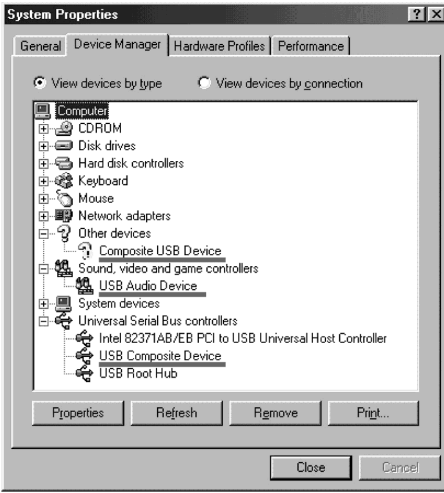 System Properties
General Device Manager Hardware Profiles Performance
View devices by type View devices by connection
Computer
CDROM
Disk drives
Hard disk controllers
Keyboard
Mouse
Network adapters
Other devices
Composite USB Device
Sound, video and game controllers
USB Audio Device
System devices
Universal Serial Bus controllers
Intel 82371AB/EB PCI to USB Universal Host Controller
USB Composite Device
USB Root Hub
Properties Refresh Remove Print...
Close Cancel